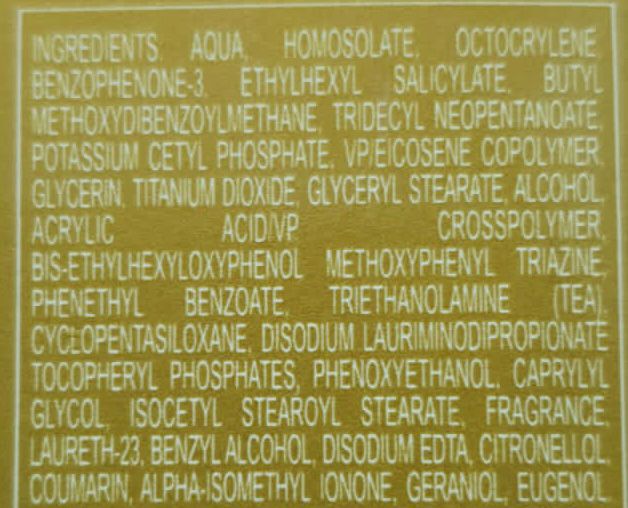 INGREDIENTS. AQUA, HOMOSOLATE, OCTOCRYLENE,
BENZOPHENONE-3, ETHYLHEXYL SALICYLATE, BUTYL
METHOXYDIBENZOYLMETHANE, TRIDECYL NEOPENTANOATE,
POTASSIUM CETYL PHOSPHATE, VP/EICOSENE COPOLYMER,
GLYCERIN, TITANIUM DIOXIDE, GLYCERYL STEARATE, ALCOHOL,
ACRYLIC ACID/VP CROSSPOLYMER,
BIS-ETHYLHEXYLOXYPHENOL METHOXYPHENYL TRIAZINE,
PHENETHYL BENZOATE, TRIETHANOLAMINE (TEA),
CYCLOPENTASILOXANE, DISODIUM LAURIMINODIPROPIONATE
TOCOPHERYL PHOSPHATES, PHENOXYETHANOL, CAPRYLYL
GLYCOL, ISOCETYL STEAROYL STEARATE, FRAGRANCE,
LAURETH-23, BENZYL ALCOHOL, DISODIUM EDTA, CITRONELLOL,
COUMARIN, ALPHA-ISOMETHYL IONONE, GERANIOL, EUGENOL.